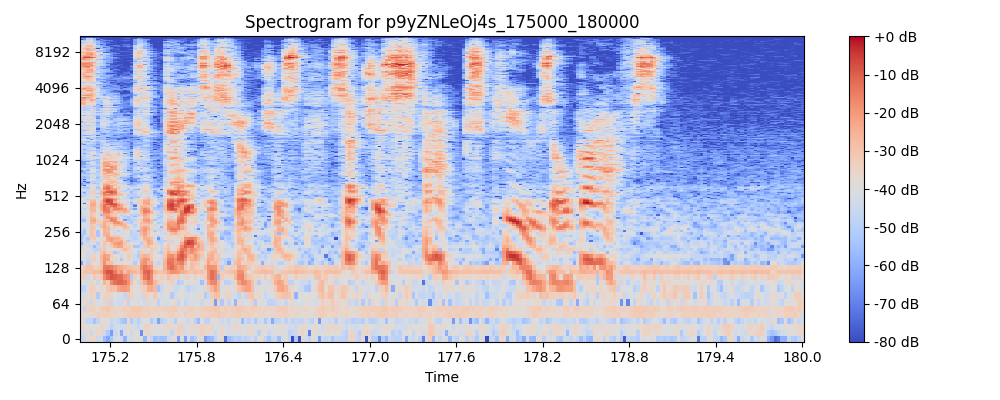 Spectrogram for p9yZNLeOj4s_175000_180000
8192
4096
2048
1024
512
256
128
64
0
Hz
175.2
175.8
176.4
177.0
177.6
178.2
178.8
179.4
180.0
Time
+0 dB
-10 dB
-20 dB
-30 dB
-40 dB
-50 dB
-60 dB
-70 dB
-80 dB